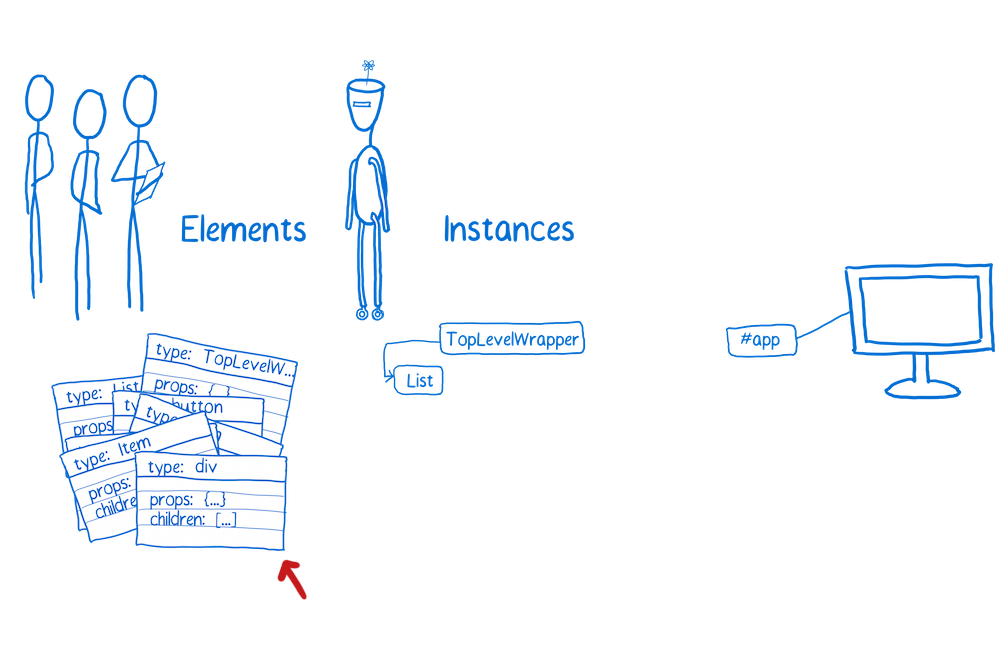 Elements
Instances
TopLevelWrapper
List
#app
type: TopLevelW...
props: { }
type: List
props
button
type
type: Item
props:
childre
type: div
props: {...}
children: [...]